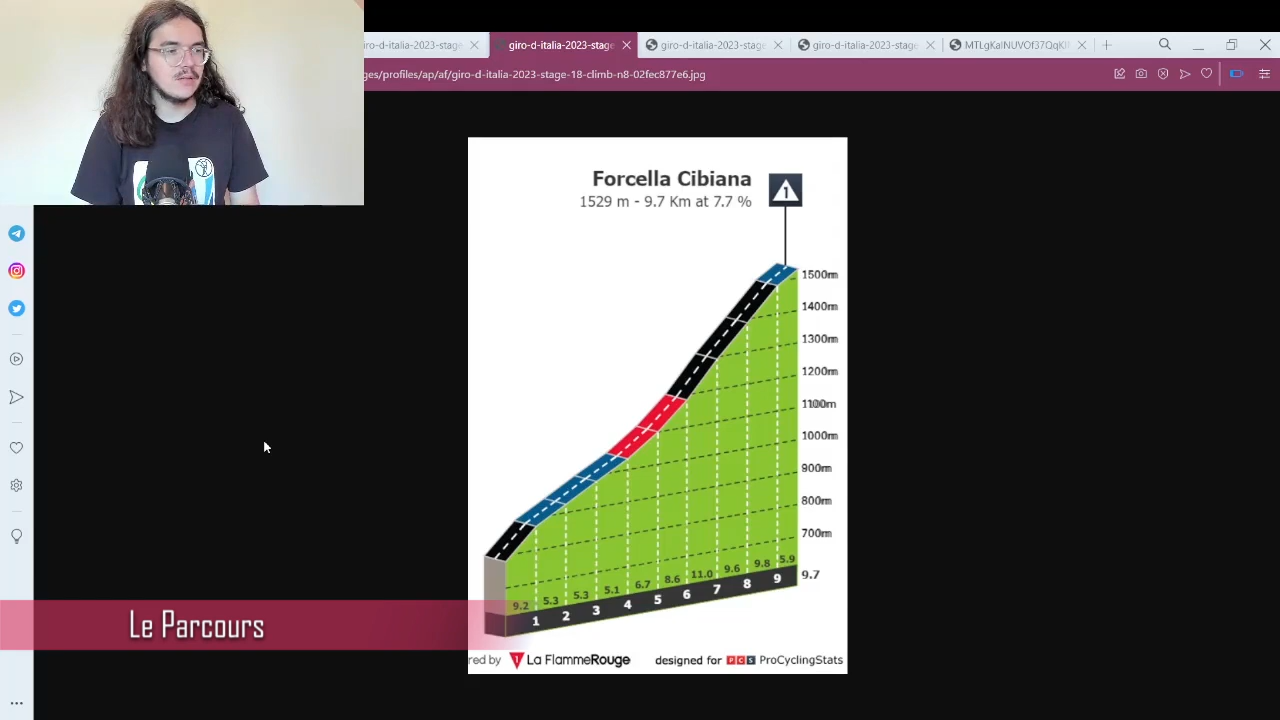 iro-d-italia-2023-stage
giro-d-italia-2023-stage
giro-d-italia-2023-stage
giro-d-italia-2023-stage
ges/profiles/ap/af/giro-d-italia-2023-stage-18-climb-n8-02fec877e6.jpg
Forcella Cibiana
1529 m - 9.7 Km at 7.7 %
1
1500m
1400m
1300m
1200m
1100m
1000m
900m
800m
700m
9.2 5.3 5.3 5.1 6.7 8.6 11.0 9.6 9.8 5.9
1 2 3 4 5 6 7 8 9 9.7
Le Parcours
red by La FlammeRouge designed for PCS ProCyclingStats